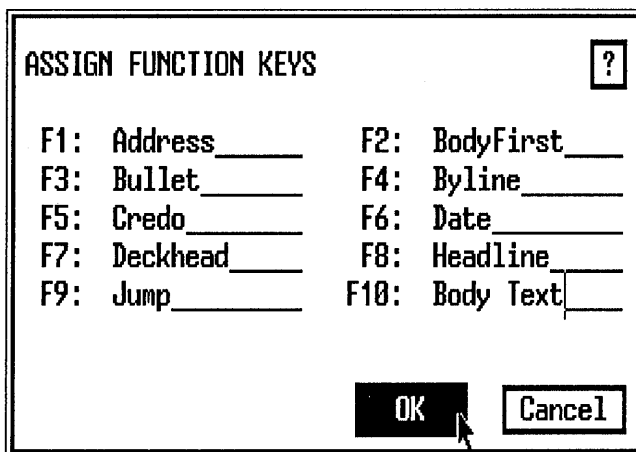 ASSIGN FUNCTION KEYS ?
F1: Address F2: BodyFirst
F3: Bullet F4: Byline
F5: Credo F6: Date
F7: Deckhead F8: Headline
F9: Jump F10: Body Text
OK Cancel